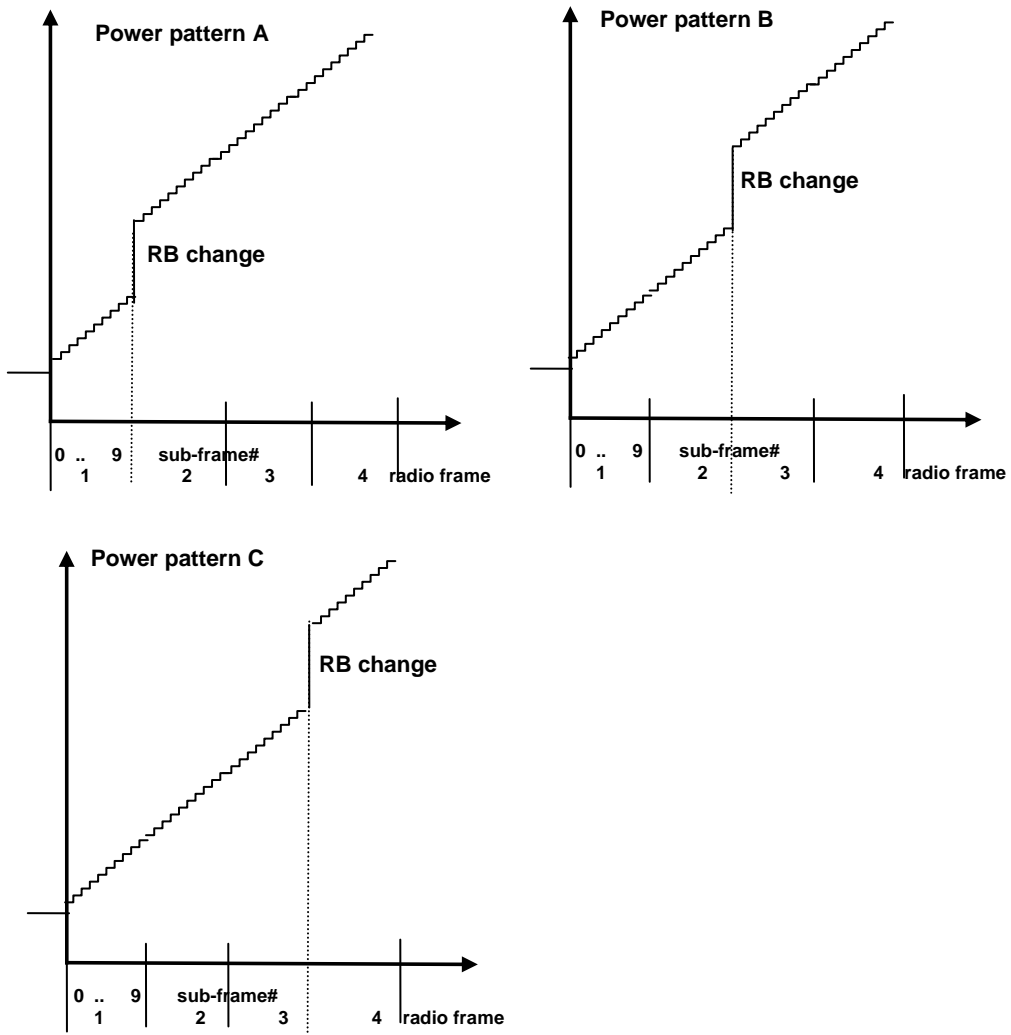 Power pattern A
RB change
0 .. 9 sub-frame#
1 2 3 4 radio frame
Power pattern B
RB change
0 .. 9 sub-frame#
1 2 3 4 radio frame
Power pattern C
RB change
0 .. 9 sub-frame#
1 2 3 4 radio frame